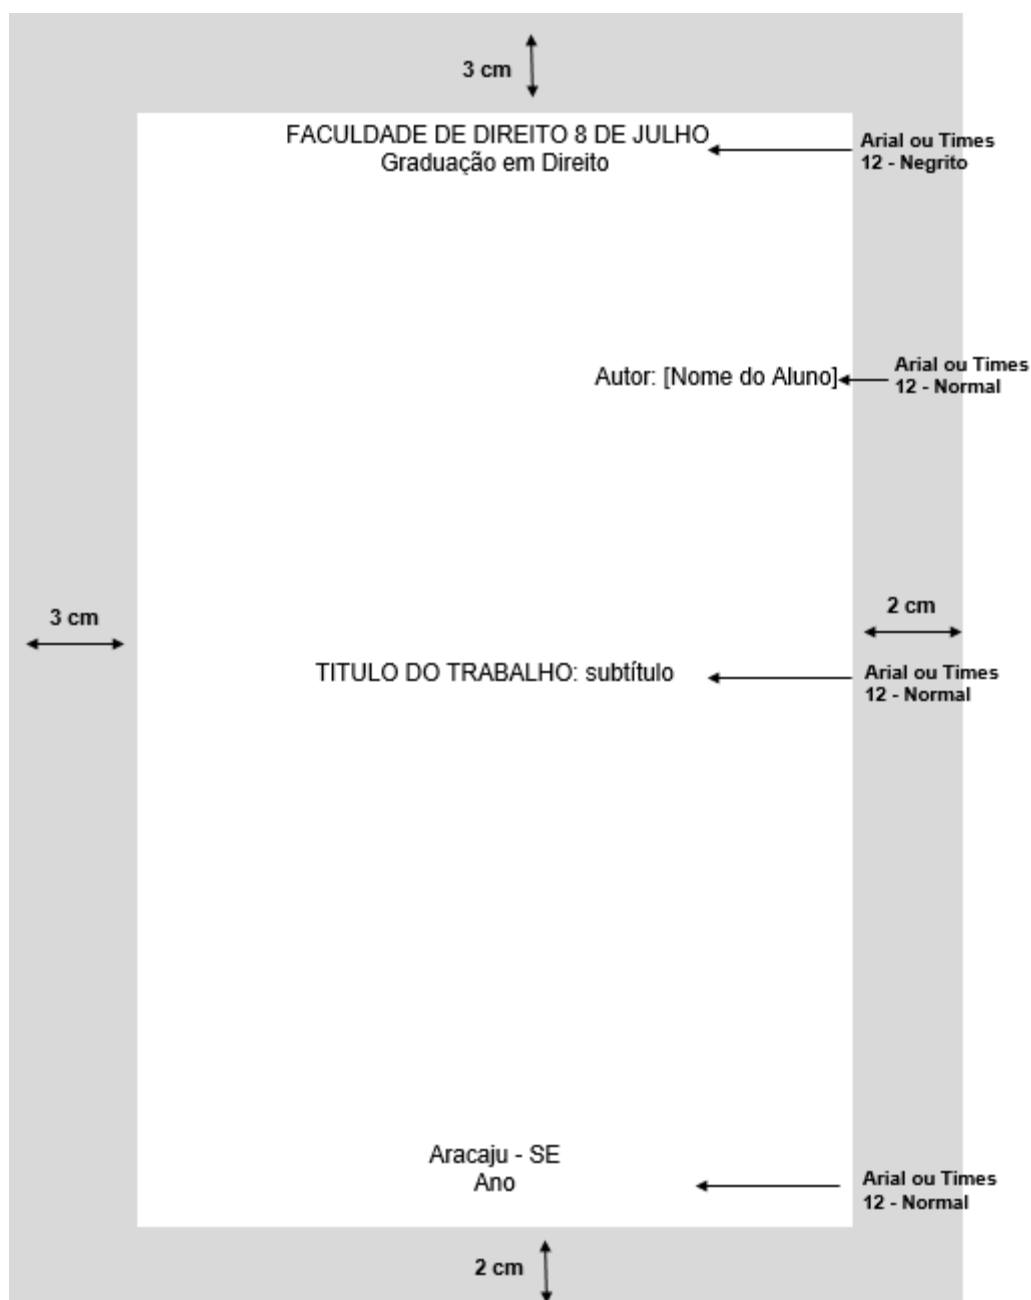 3 cm
FACULDADE DE DIREITO 8 DE JULHO
Graduação em Direito
Arial ou Times
12 - Negrito
Autor: [Nome do Aluno]
Arial ou Times
12 - Normal
3 cm
2 cm
TITULO DO TRABALHO: subtítulo
Arial ou Times
12 - Normal
Aracaju - SE
Ano
Arial ou Times
12 - Normal
2 cm